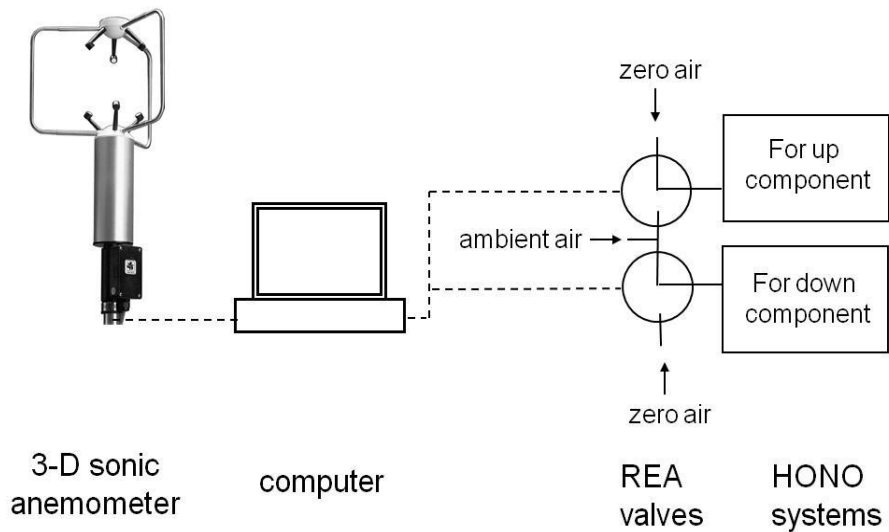 zero air
For up
component
ambient air
For down
component
zero air
3-D sonic
anemometer
computer
REA
valves
HONO
systems